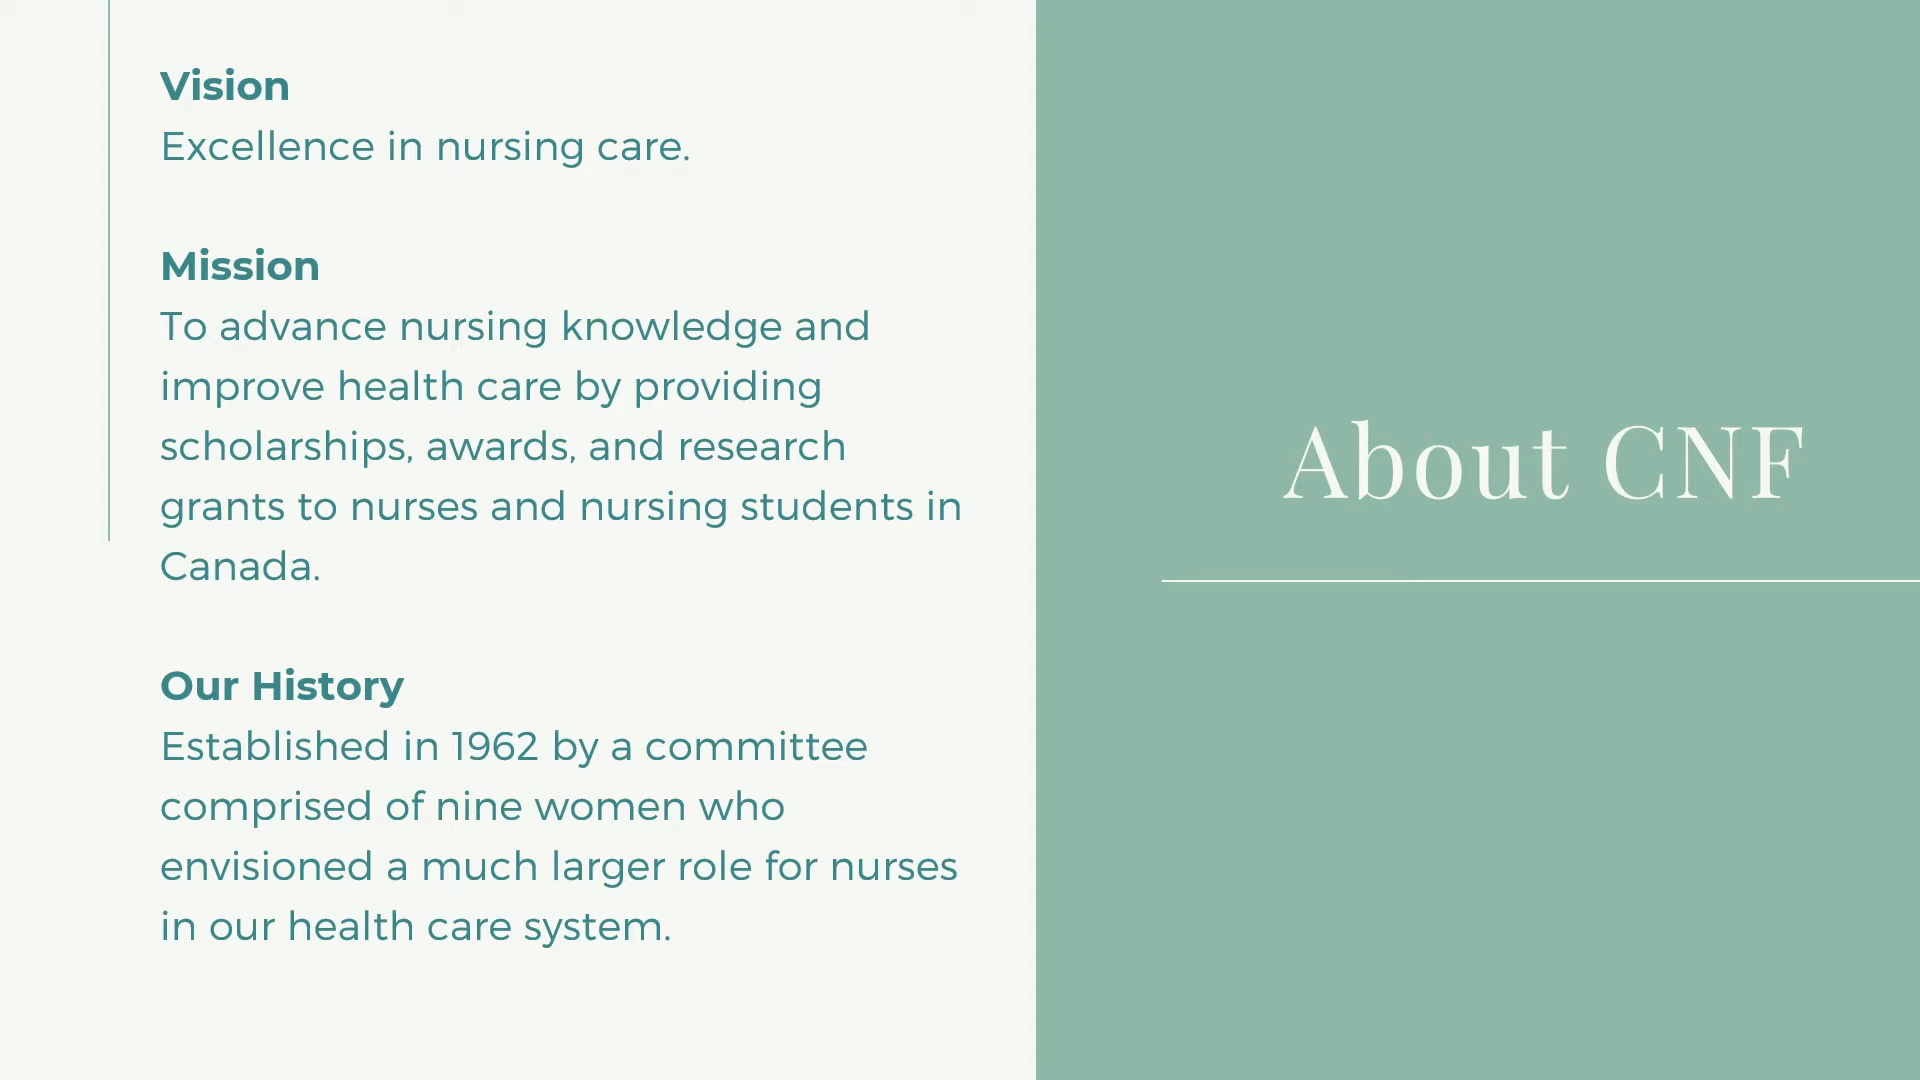 Vision
Excellence in nursing care.
Mission
To advance nursing knowledge and
improve health care by providing
scholarships, awards, and research
grants to nurses and nursing students in
Canada.
Our History
Established in 1962 by a committee
comprised of nine women who
envisioned a much larger role for nurses
in our health care system.
About CNF